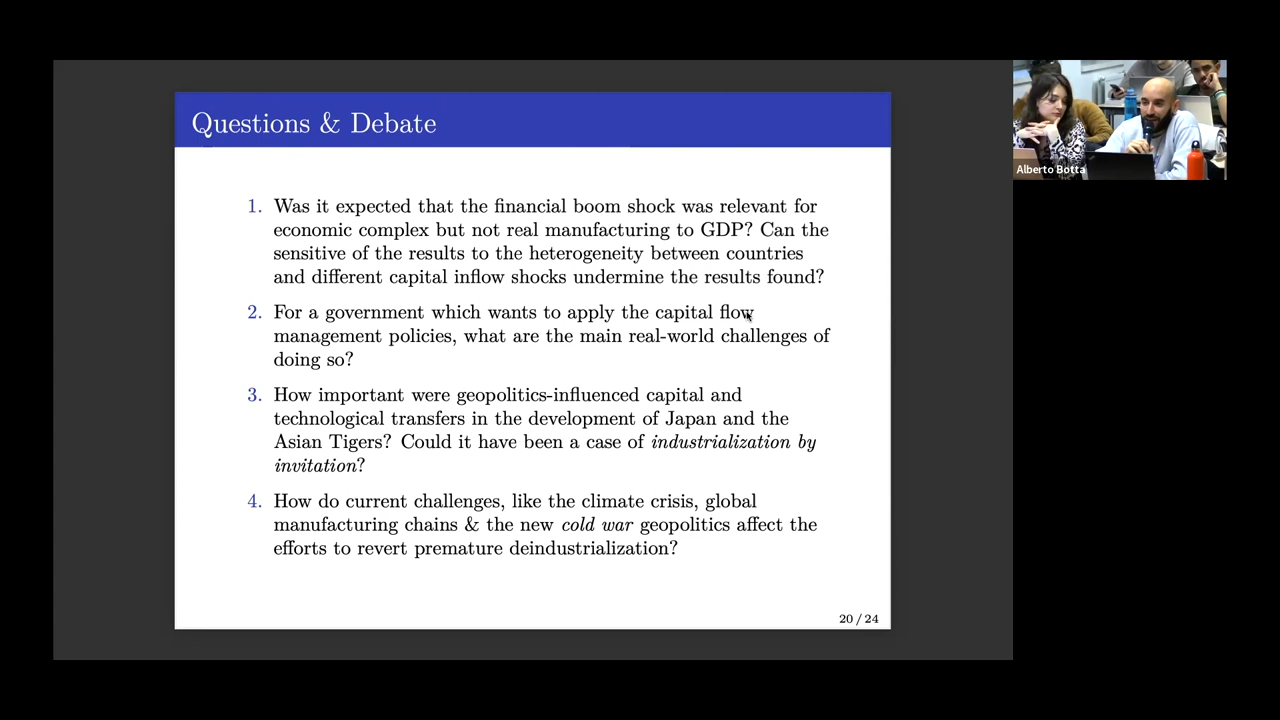 Questions & Debate
1. Was it expected that the financial boom shock was relevant for
economic complex but not real manufacturing to GDP? Can the
sensitive of the results to the heterogeneity between countries
and different capital inflow shocks undermine the results found?
2. For a government which wants to apply the capital flow
management policies, what are the main real-world challenges of
doing so?
3. How important were geopolitics-influenced capital and
technological transfers in the development of Japan and the
Asian Tigers? Could it have been a case of industrialization by
invitation?
4. How do current challenges, like the climate crisis, global
manufacturing chains & the new cold war geopolitics affect the
efforts to revert premature deindustrialization?
20 / 24
Alberto Botta